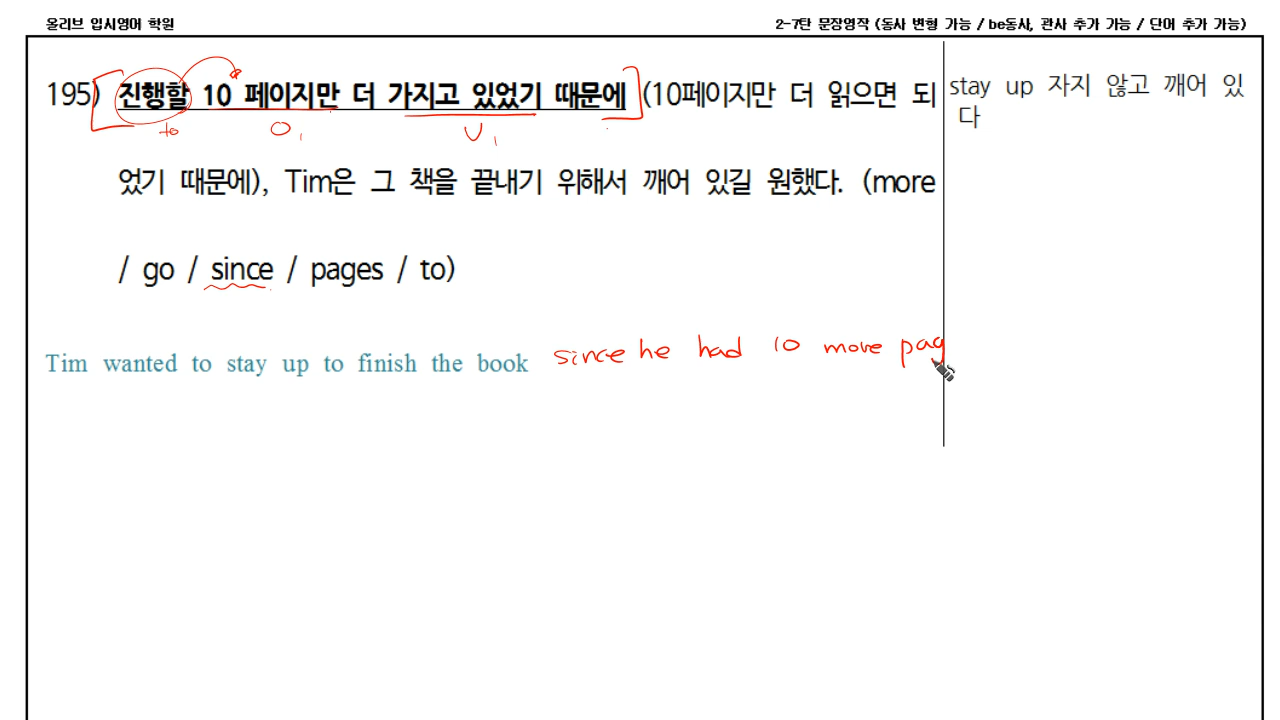 올리브 입시영어 학원
2-7단 문장영작 (동사 변형 가능 / be동사, 관사 추가 가능 / 단어 추가 가능)
195) 진행할 10 페이지만 더 가지고 있었기 때문에 (10페이지만 더 읽으면 되
to O, V,
었기 때문에), Tim은 그 책을 끝내기 위해서 깨어 있길 원했다. (more
/ go / since / pages / to)
Tim wanted to stay up to finish the book since he had 10 more pag
stay up 자지 않고 깨어 있
다